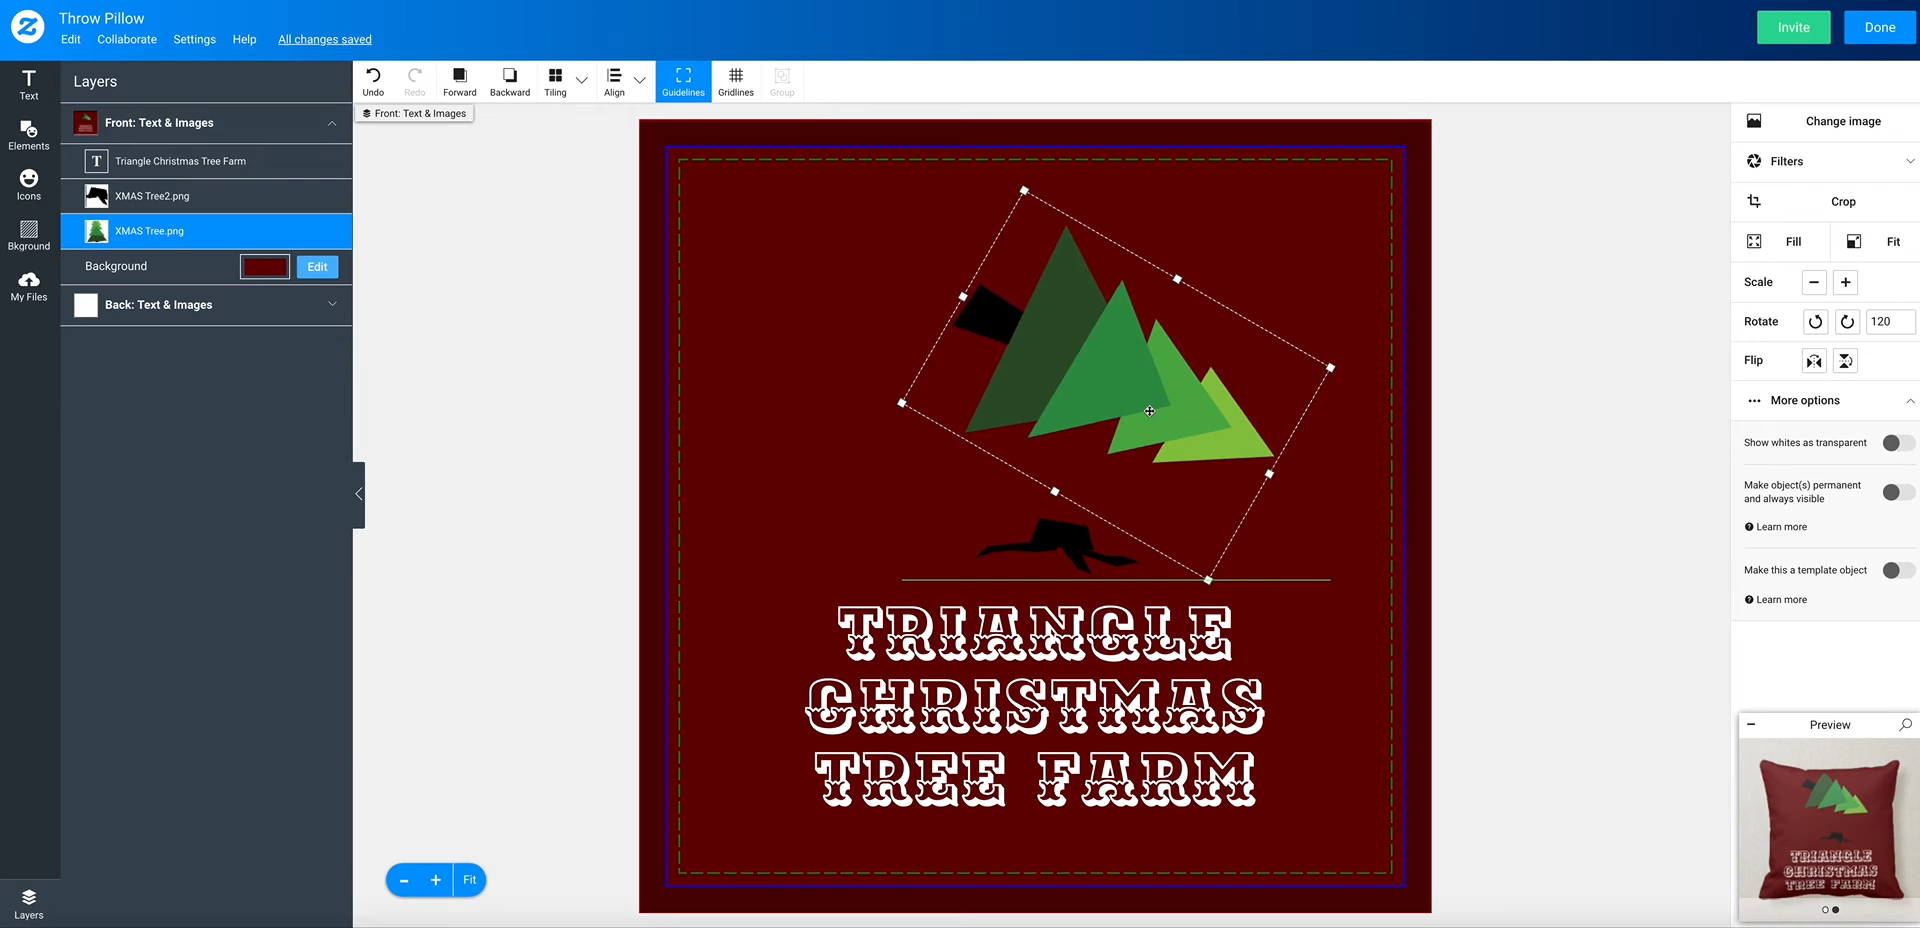 Throw Pillow
Edit Collaborate Settings Help All changes saved
Invite Done
Text
Elements
Icons
Bkground
My Files
Layers
Layers
Front: Text & Images
T Triangle Christmas Tree Farm
XMAS Tree2.png
XMAS Tree.png
Background Edit
Back: Text & Images
Undo Redo Forward Backward Tiling Align Guidelines Gridlines Group
Front: Text & Images
TRIANGLE
CHRISTMAS
TREE FARM
- + Fit
Change image
Filters
Crop
Fill Fit
Scale - +
Rotate 120
Flip
More options
Show whites as transparent
Make object(s) permanent
and always visible
Learn more
Make this a template object
Learn more
Preview
TRIANGLE
CHRISTMAS
TREE FARM